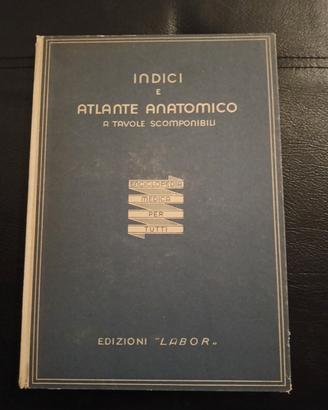 INDICI
E
ATLANTE ANATOMICO
A TAVOLE SCOMPONIBILI
ENCICLOPEDIA
MEDICA
PER
TUTTI
EDIZIONI "LABOR„